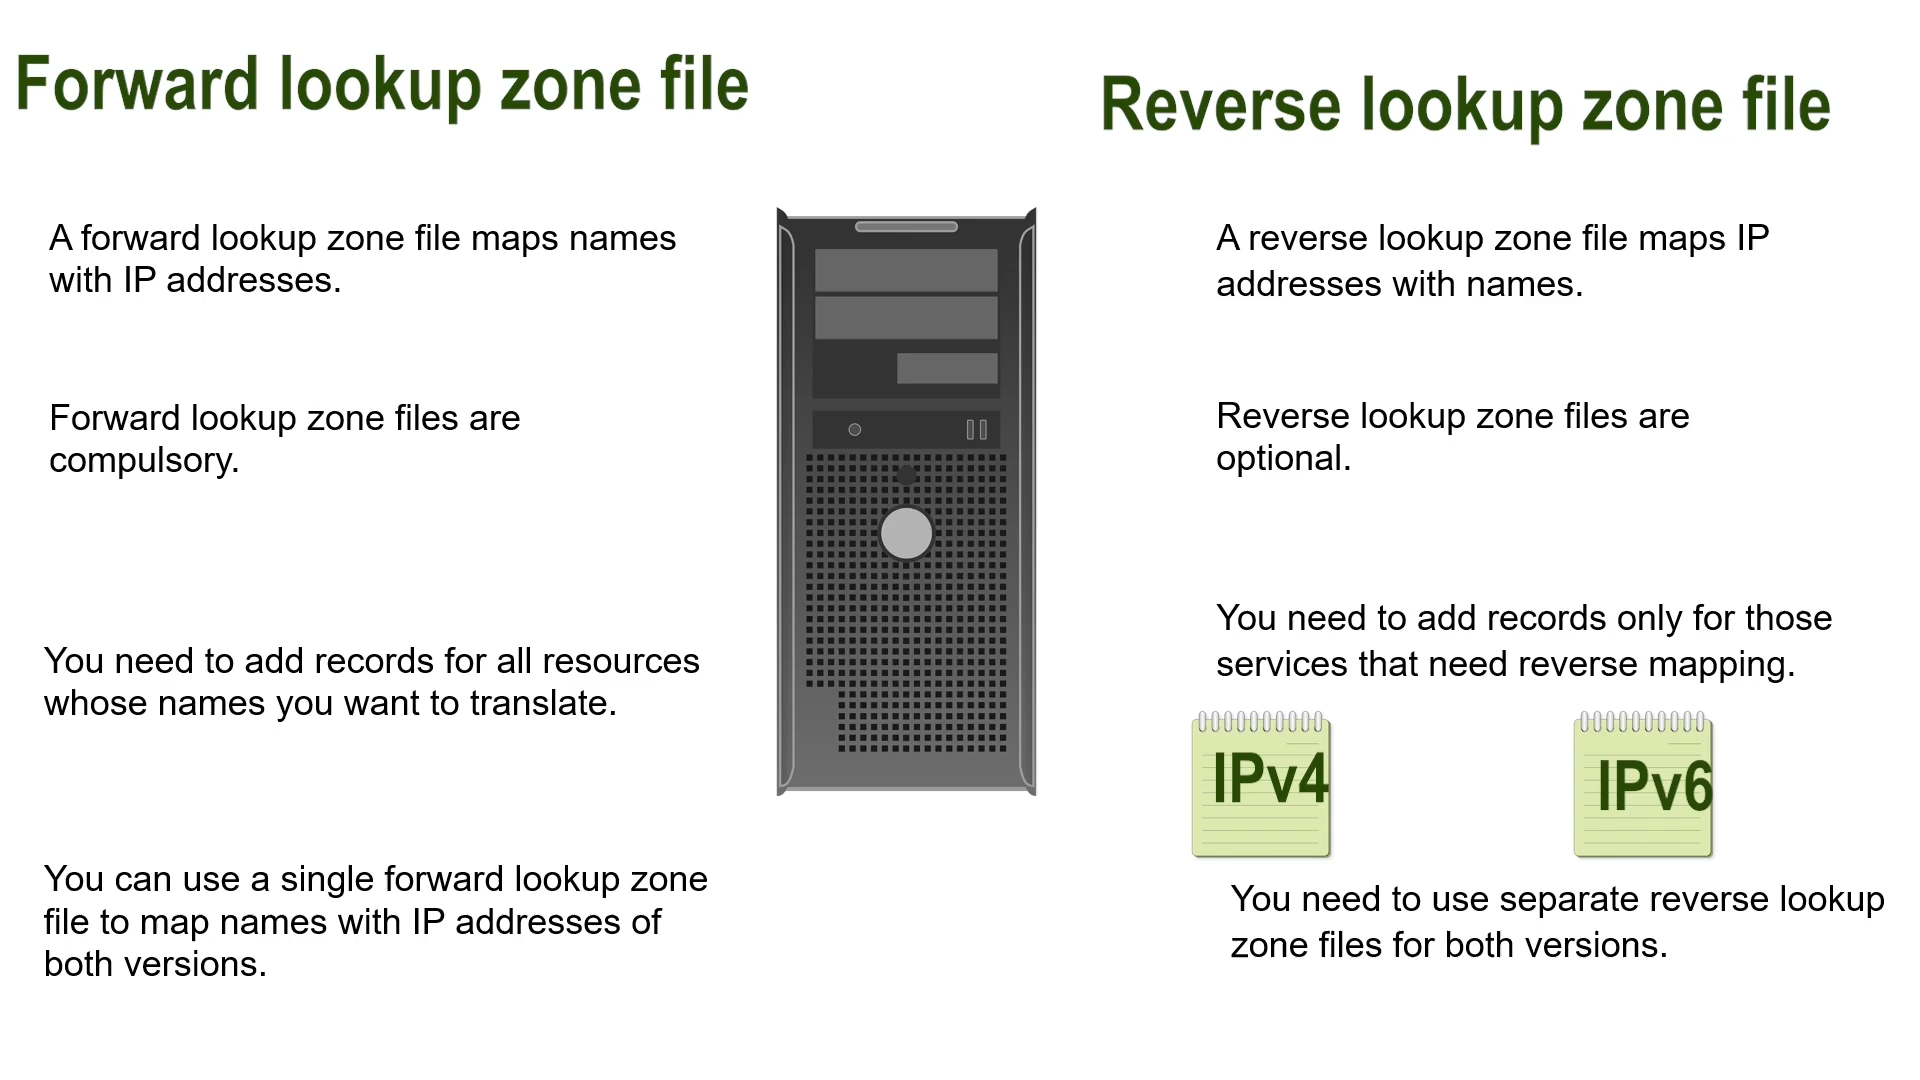 Forward lookup zone file
A forward lookup zone file maps names
with IP addresses.
Forward lookup zone files are
compulsory.
You need to add records for all resources
whose names you want to translate.
You can use a single forward lookup zone
file to map names with IP addresses of
both versions.
Reverse lookup zone file
A reverse lookup zone file maps IP
addresses with names.
Reverse lookup zone files are
optional.
You need to add records only for those
services that need reverse mapping.
IPv4
IPv6
You need to use separate reverse lookup
zone files for both versions.